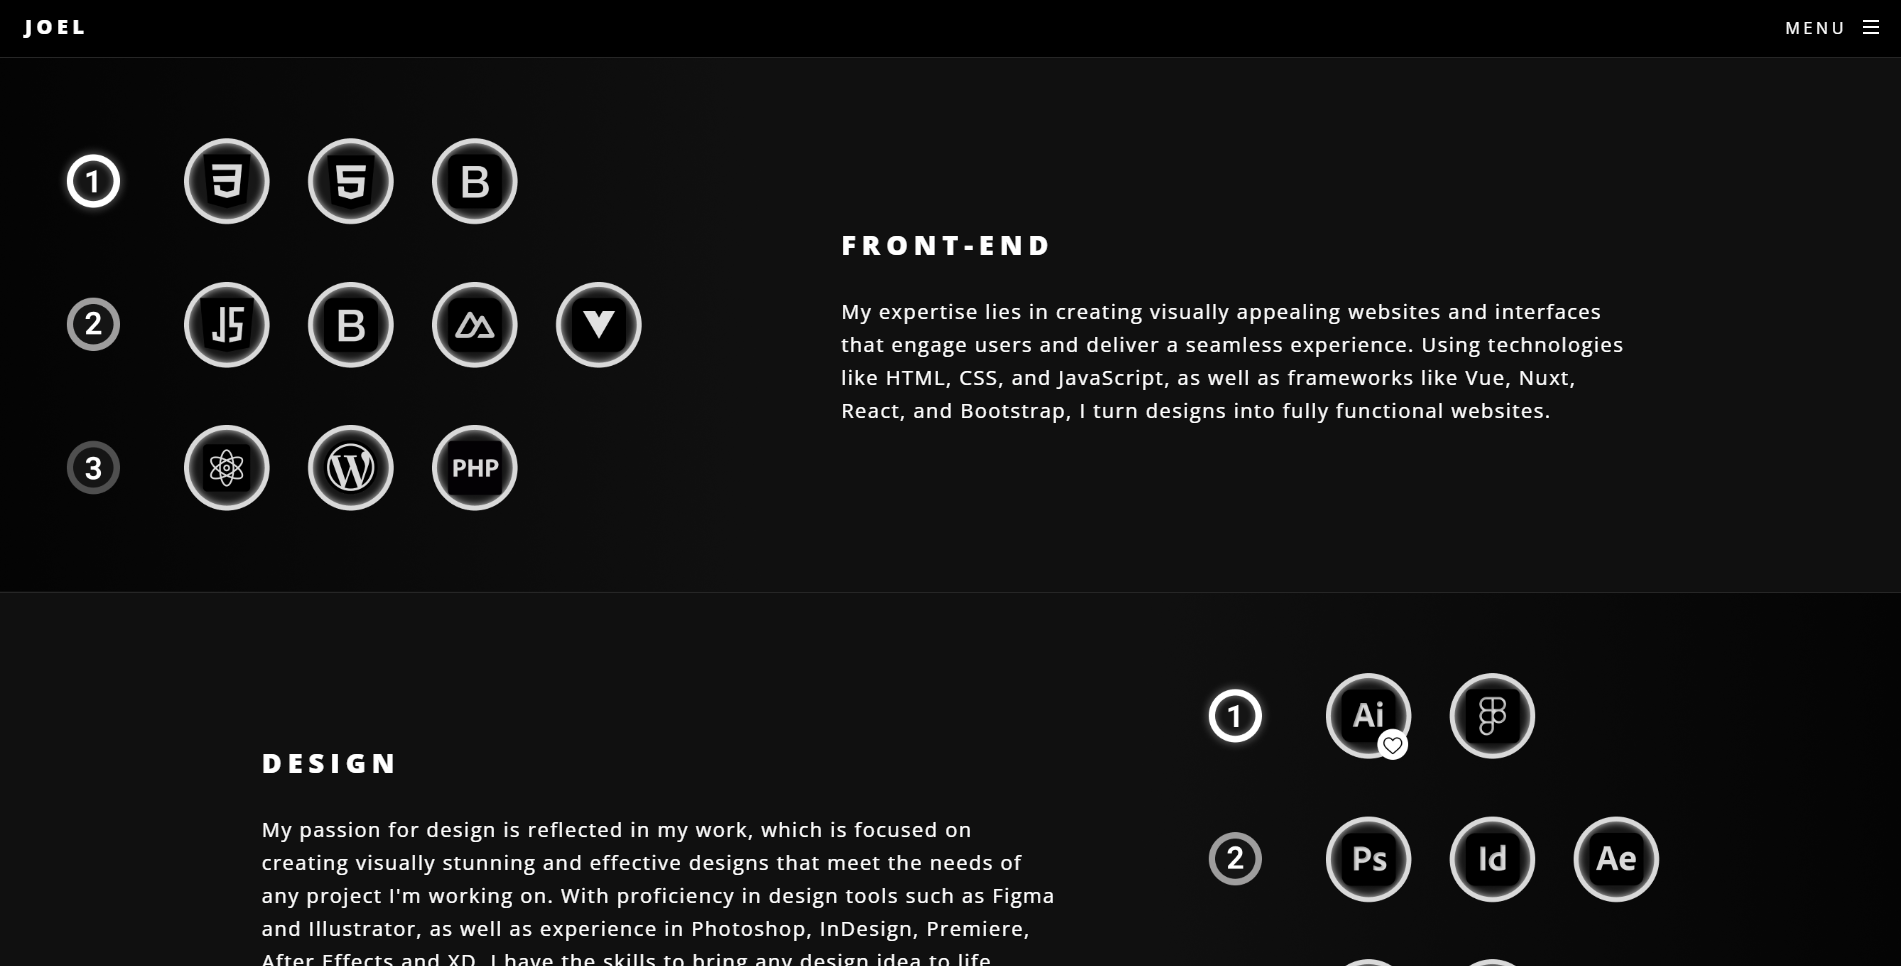 JOEL
MENU
1
3
5
B
2
JS
B
3
W
PHP
FRONT-END
My expertise lies in creating visually appealing websites and interfaces
that engage users and deliver a seamless experience. Using technologies
like HTML, CSS, and JavaScript, as well as frameworks like Vue, Nuxt,
React, and Bootstrap, I turn designs into fully functional websites.
DESIGN
My passion for design is reflected in my work, which is focused on
creating visually stunning and effective designs that meet the needs of
any project I'm working on. With proficiency in design tools such as Figma
and Illustrator, as well as experience in Photoshop, InDesign, Premiere,
After Effects and XD, I have the skills to bring any design idea to life.
1
Ai
2
Ps
Id
Ae